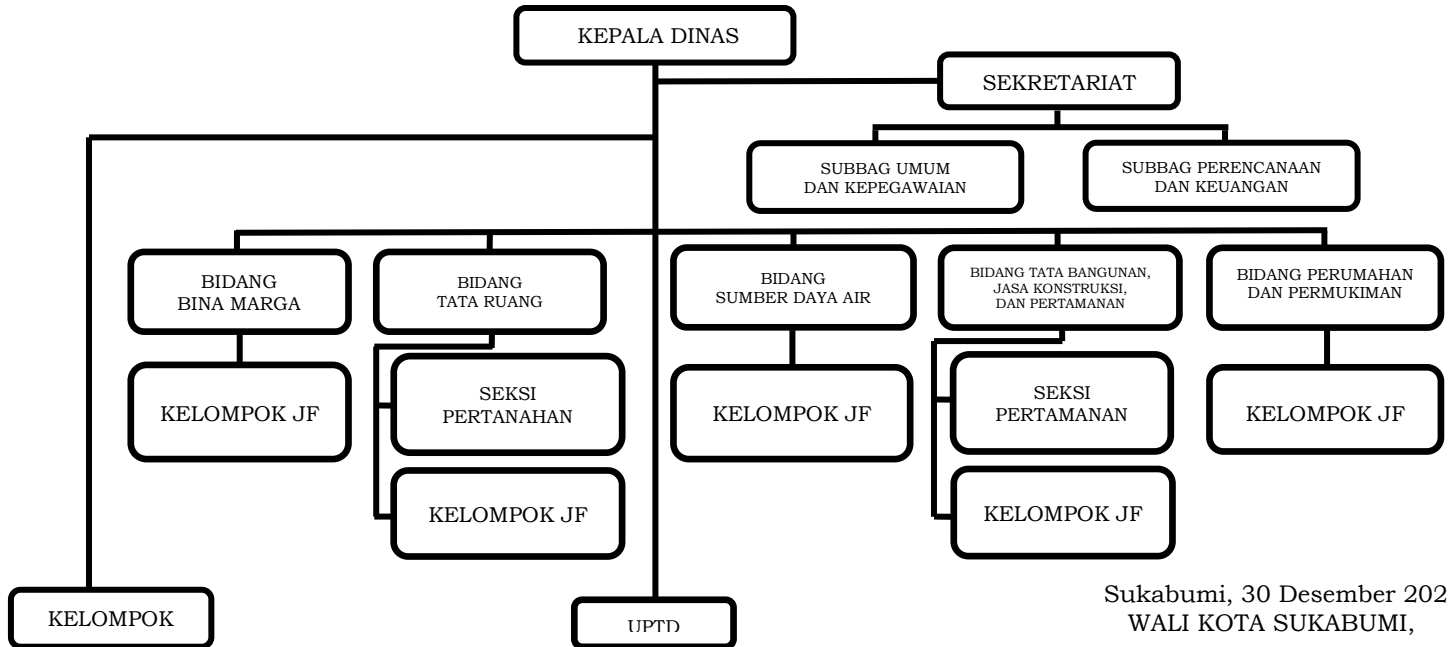 KEPALA DINAS
SEKRETARIAT
SUBBAG UMUM
DAN KEPEGAWAIAN
SUBBAG PERENCANAAN
DAN KEUANGAN
BIDANG
BINA MARGA
BIDANG
TATA RUANG
BIDANG
SUMBER DAYA AIR
BIDANG TATA BANGUNAN,
JASA KONSTRUKSI,
DAN PERTAMANAN
BIDANG PERUMAHAN
DAN PERMUKIMAN
KELOMPOK JF
SEKSI
PERTANAHAN
KELOMPOK JF
SEKSI
PERTAMANAN
KELOMPOK JF
KELOMPOK JF
KELOMPOK JF
KELOMPOK
UPTD
Sukabumi, 30 Desember 202
WALI KOTA SUKABUMI,